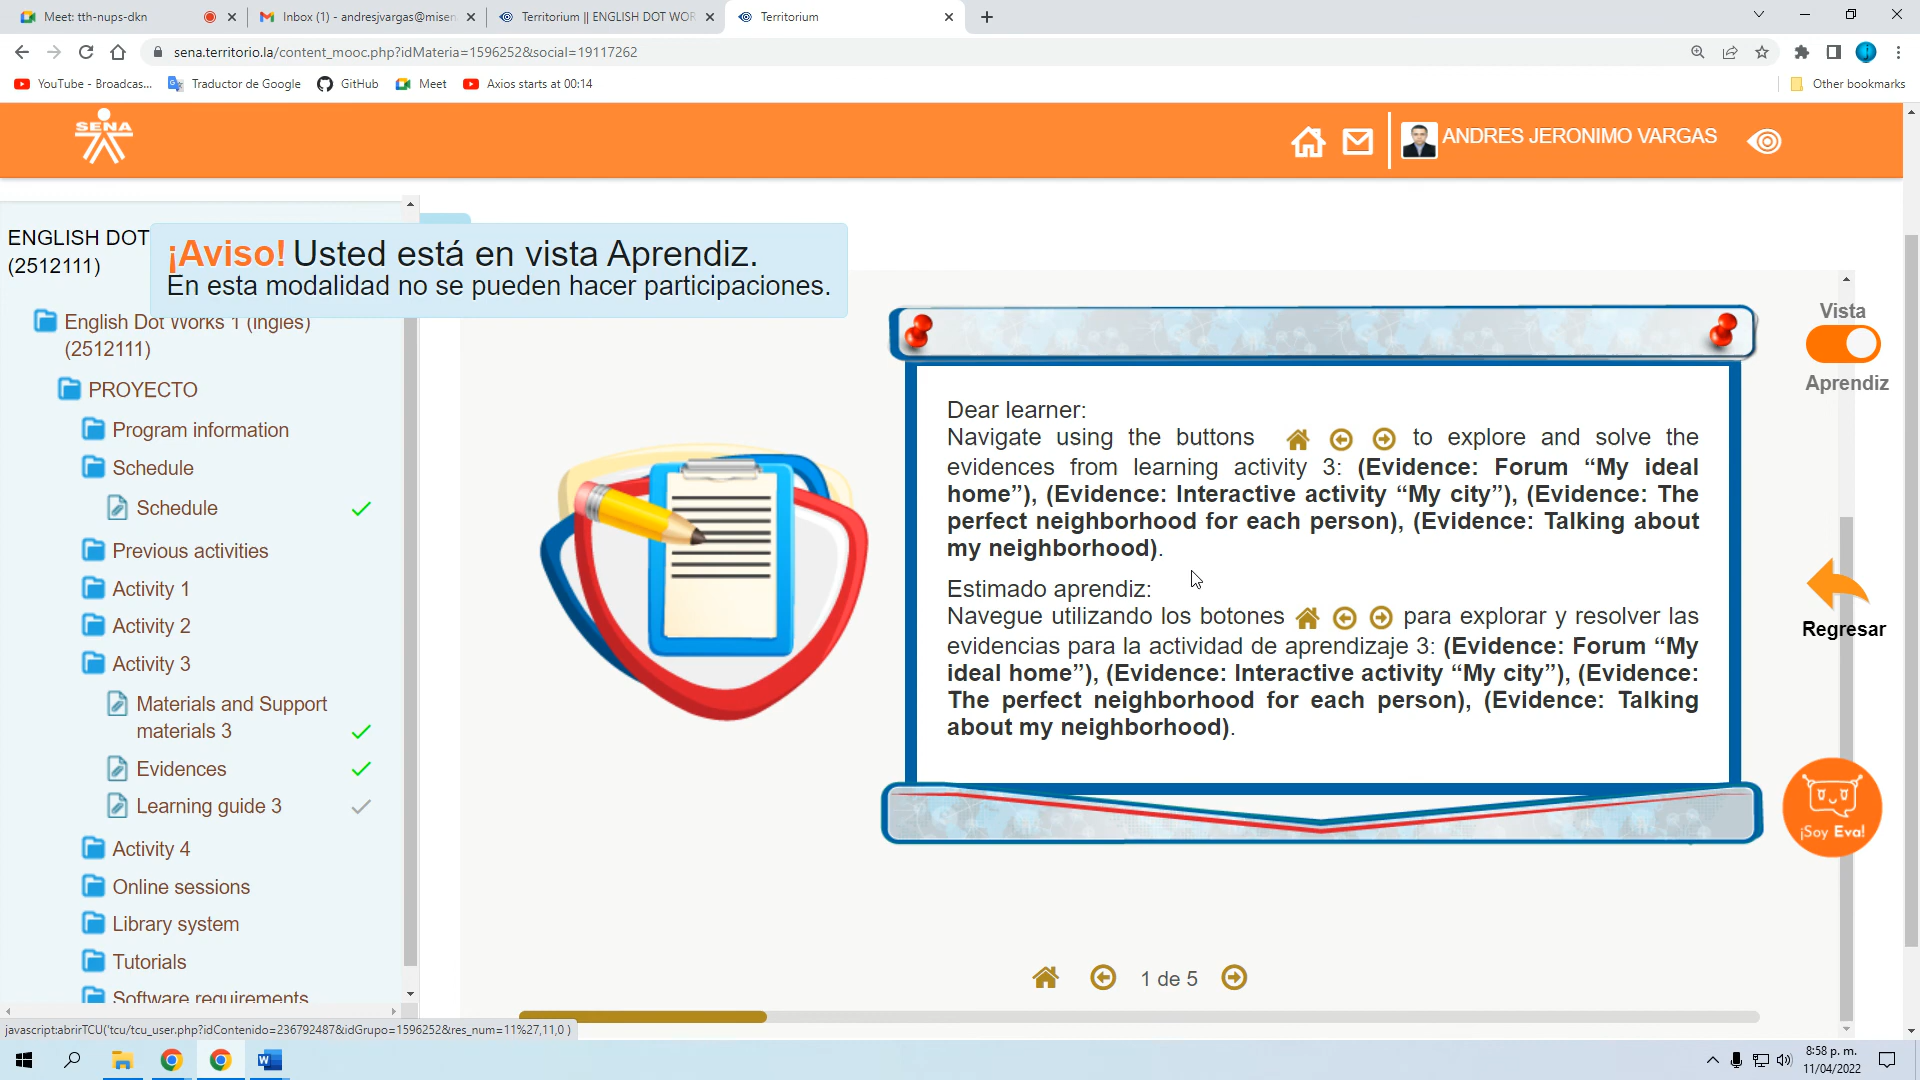 Meet: tth-nups-dkn
Inbox (1) - andresjvargas@misen
Territorium || ENGLISH DOT WOR
Territorium
sena.territorio.la/content_mooc.php?idMateria=1596252&social=19117262
YouTube - Broadcas...
Traductor de Google
GitHub
Meet
Axios starts at 00:14
Other bookmarks
SENA
ANDRES JERONIMO VARGAS
ENGLISH DOT
(2512111)
¡Aviso! Usted está en vista Aprendiz.
En esta modalidad no se pueden hacer participaciones.
English Dot Works 1 (ingles)
(2512111)
PROYECTO
Program information
Schedule
Schedule
Previous activities
Activity 1
Activity 2
Activity 3
Materials and Support
materials 3
Evidences
Learning guide 3
Activity 4
Online sessions
Library system
Tutorials
Software requirements
Dear learner:
Navigate using the buttons to explore and solve the
evidences from learning activity 3: (Evidence: Forum “My ideal
home”), (Evidence: Interactive activity “My city”), (Evidence: The
perfect neighborhood for each person), (Evidence: Talking about
my neighborhood).
Estimado aprendiz:
Navegue utilizando los botones para explorar y resolver las
evidencias para la actividad de aprendizaje 3: (Evidence: Forum “My
ideal home”), (Evidence: Interactive activity “My city”), (Evidence:
The perfect neighborhood for each person), (Evidence: Talking
about my neighborhood).
1 de 5
Vista
Aprendiz
Regresar
¡Soy Eva!
javascript:abrirTCU('tcu/tcu_user.php?idContenido=236792487&idGrupo=1596252&res_num=11%27,11,0 )
8:58 p. m.
11/04/2022